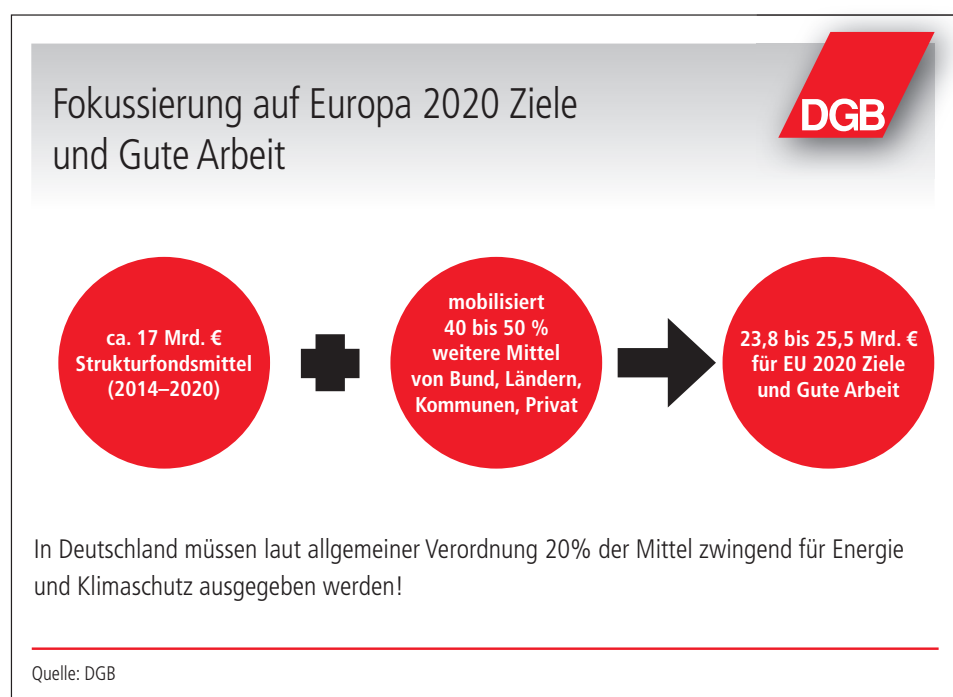 Fokussierung auf Europa 2020 Ziele
und Gute Arbeit
DGB
ca. 17 Mrd. €
Strukturfondsmittel
(2014–2020)
mobilisiert
40 bis 50 %
weitere Mittel
von Bund, Ländern,
Kommunen, Privat
23,8 bis 25,5 Mrd. €
für EU 2020 Ziele
und Gute Arbeit
In Deutschland müssen laut allgemeiner Verordnung 20% der Mittel zwingend für Energie
und Klimaschutz ausgegeben werden!
Quelle: DGB